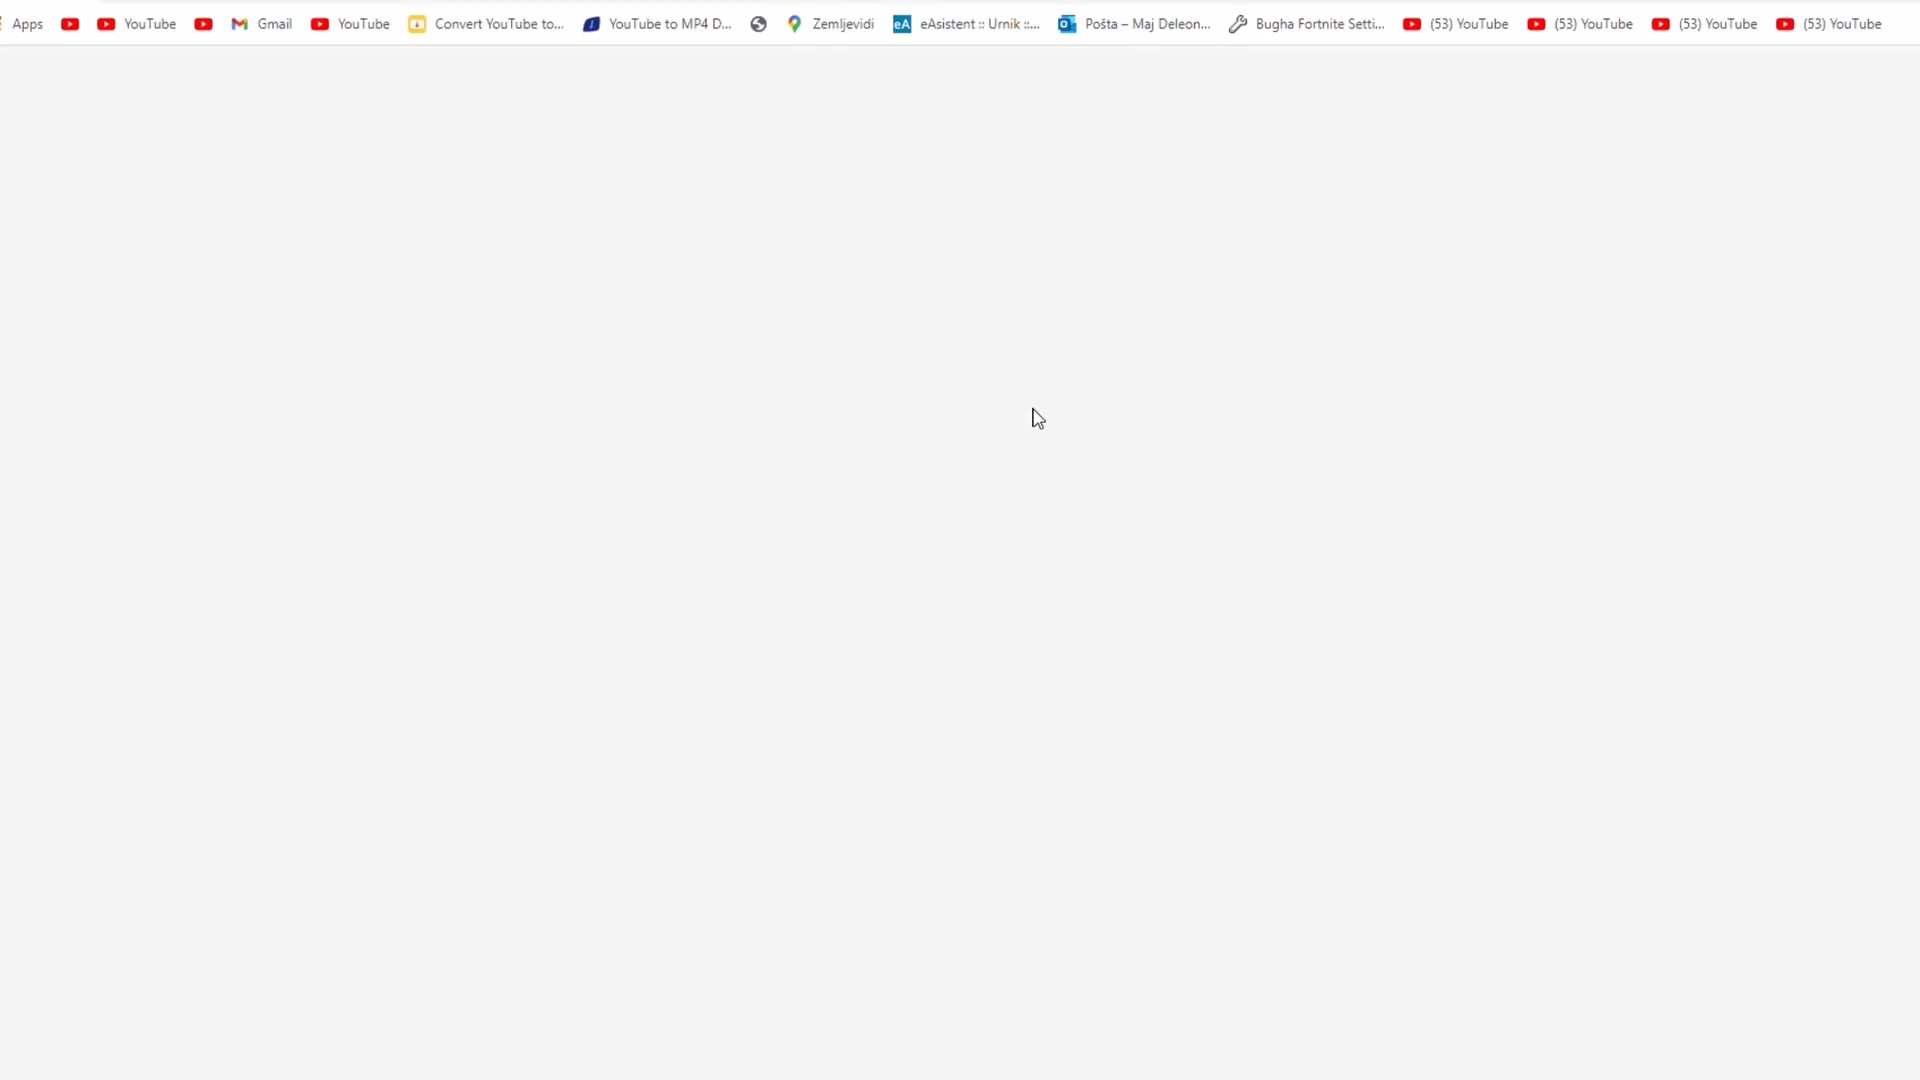 Apps YouTube Gmail YouTube Convert YouTube to... YouTube to MP4 D... Zemljevidi eA eAsistent :: Urnik ::... Pošta – Maj Deleon... Bugha Fortnite Setti... (53) YouTube (53) YouTube (53) YouTube (53) YouTube